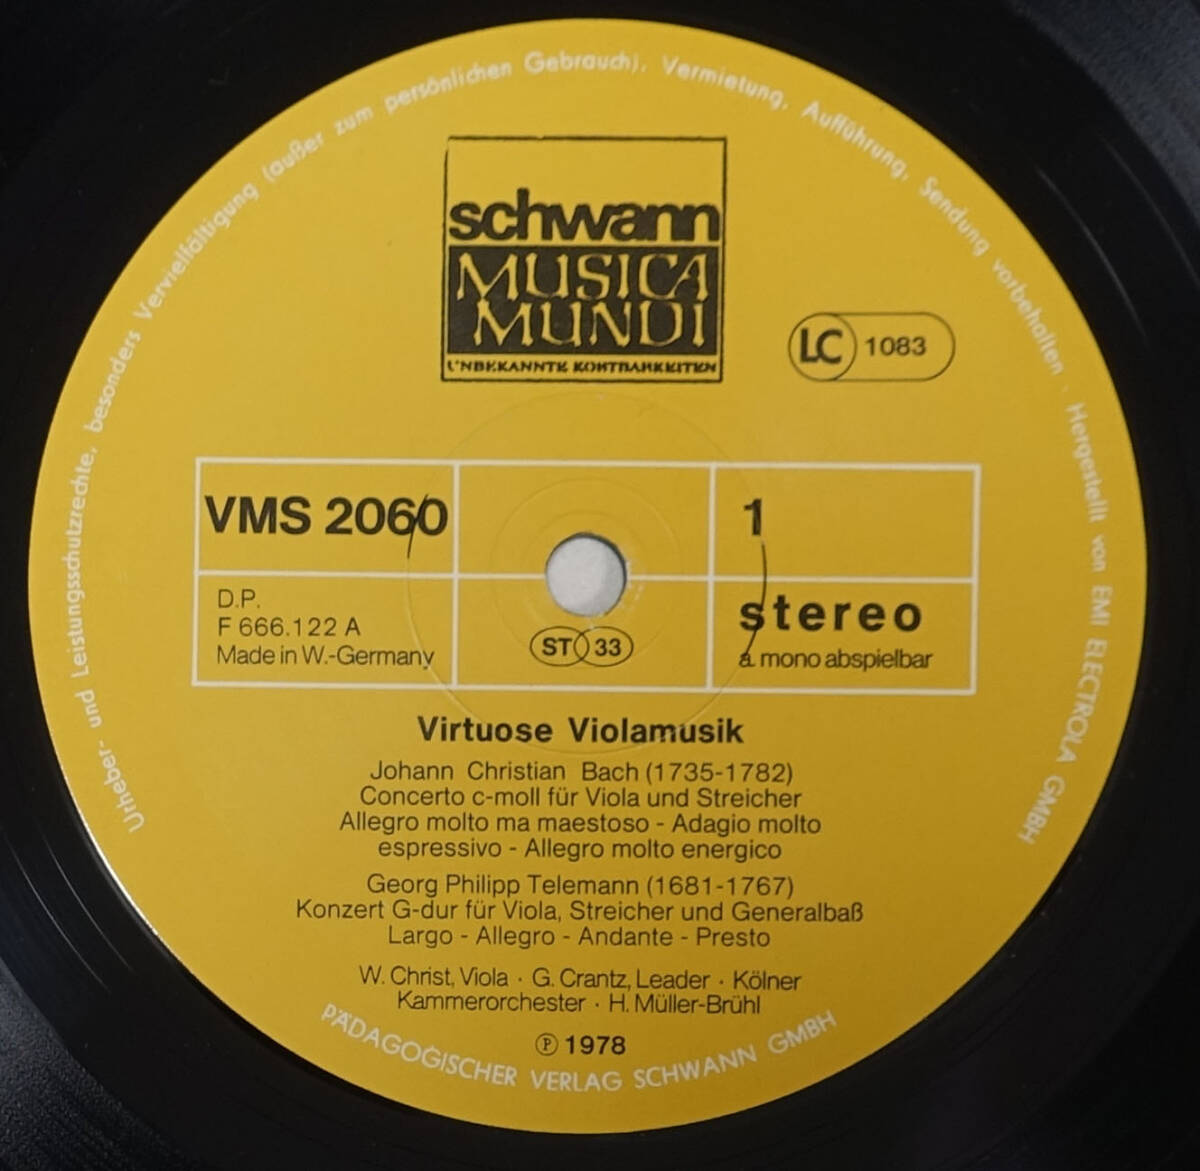 Urheber- und Leistungsschutzrechte, besonders Vervielfältigung (außer zum persönlichen Gebrauch), Vermietung, Aufführung, Sendung vorbehalten · Hergestellt von EMI ELECTROLA GMBH
schwann
MUSICA
MUNDI
UNBEKANNTE KOSTBARKEITEN
LC 1083
VMS 2060
1
D.P.
F 666.122 A
Made in W.-Germany
ST 33
stereo
a. mono abspielbar
Virtuose Violamusik
Johann Christian Bach (1735-1782)
Concerto c-moll für Viola und Streicher
Allegro molto ma maestoso - Adagio molto
espressivo - Allegro molto energico
Georg Philipp Telemann (1681-1767)
Konzert G-dur für Viola, Streicher und Generalbaß
Largo - Allegro - Andante - Presto
W. Christ, Viola · G. Crantz, Leader · Kölner
Kammerorchester · H. Müller-Brühl
℗ 1978
PÄDAGOGISCHER VERLAG SCHWANN GMBH